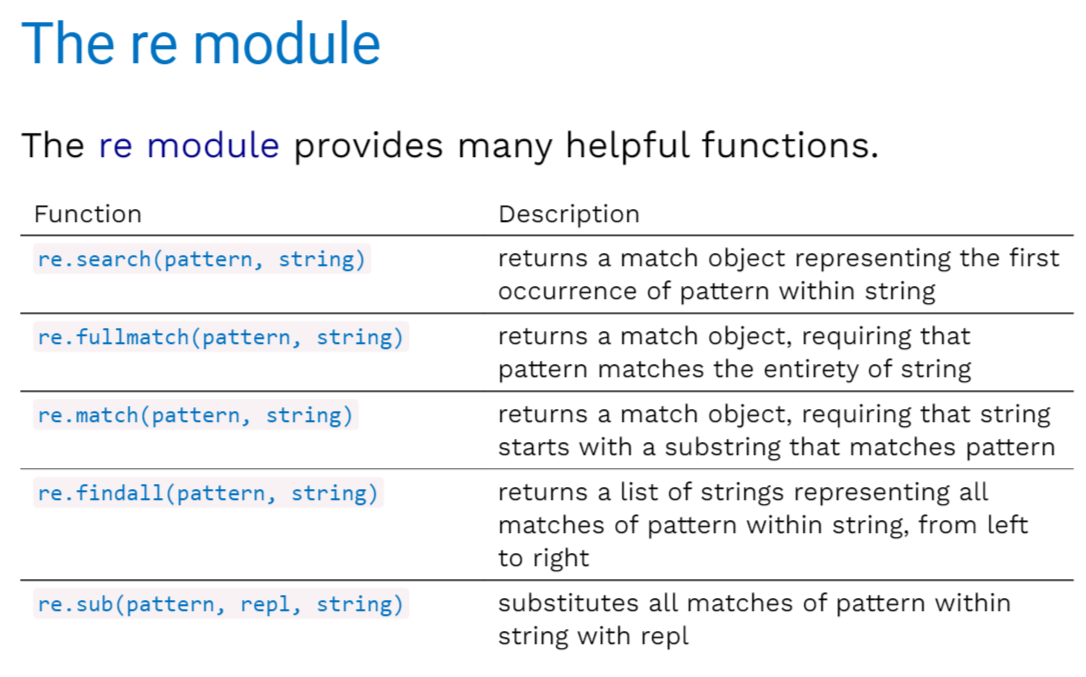 The re module
The re module provides many helpful functions.
Function Description
re.search(pattern, string) returns a match object representing the first
occurrence of pattern within string
re.fullmatch(pattern, string) returns a match object, requiring that
pattern matches the entirety of string
re.match(pattern, string) returns a match object, requiring that string
starts with a substring that matches pattern
re.findall(pattern, string) returns a list of strings representing all
matches of pattern within string, from left
to right
re.sub(pattern, repl, string) substitutes all matches of pattern within
string with repl